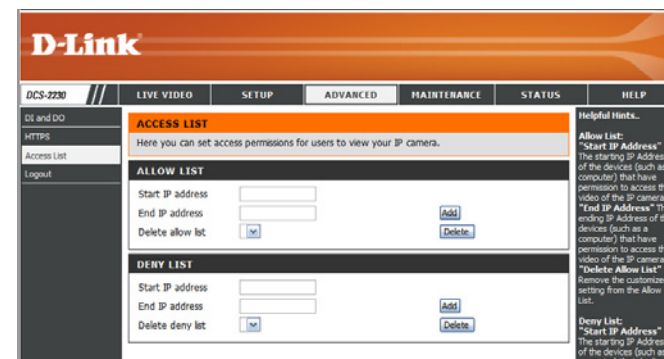 D-Link
DCS-2230 LIVE VIDEO SETUP ADVANCED MAINTENANCE STATUS HELP
DI and DO
HTTPS
Access List
Logout
ACCESS LIST
Here you can set access permissions for users to view your IP camera.
ALLOW LIST
Start IP address
End IP address Add
Delete allow list Delete
DENY LIST
Start IP address
End IP address Add
Delete deny list Delete
Helpful Hints..
Allow List:
"Start IP Address"
The starting IP Address
of the devices (such as
computer) that have
permission to access
video of the IP camera
"End IP Address"
ending IP Address of
devices (such as a
computer) that have
permission to access
video of the IP camera
"Delete Allow List"
Remove the customize
setting from the Allow
List.
Deny List:
"Start IP Address"
The starting IP Address
of the devices (such as